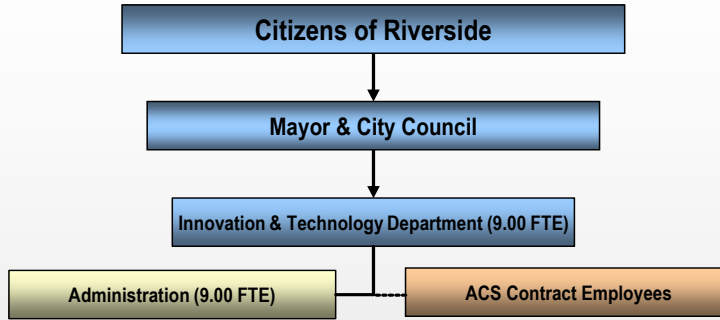 Citizens of Riverside
Mayor & City Council
Innovation & Technology Department (9.00 FTE)
Administration (9.00 FTE)
ACS Contract Employees